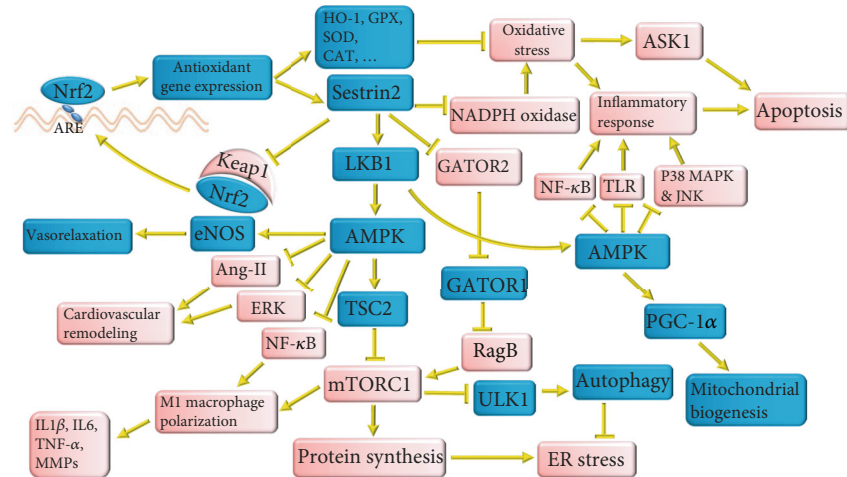 HO-1, GPX,
SOD,
CAT, ...
Oxidative
stress
ASK1
Nrf2
Antioxidant
gene expression
ARE
Sestrin2
NADPH oxidase
Inflammatory
response
Apoptosis
Keap1
Nrf2
LKB1
GATOR2
NF-κB
TLR
P38 MAPK
& JNK
Vasorelaxation
eNOS
AMPK
AMPK
Ang-II
ERK
TSC2
GATOR1
Cardiovascular
remodeling
PGC-1α
NF-κB
RagB
mTORC1
ULK1
Autophagy
Mitochondrial
biogenesis
M1 macrophage
polarization
IL1β, IL6,
TNF-α,
MMPs
Protein synthesis
ER stress